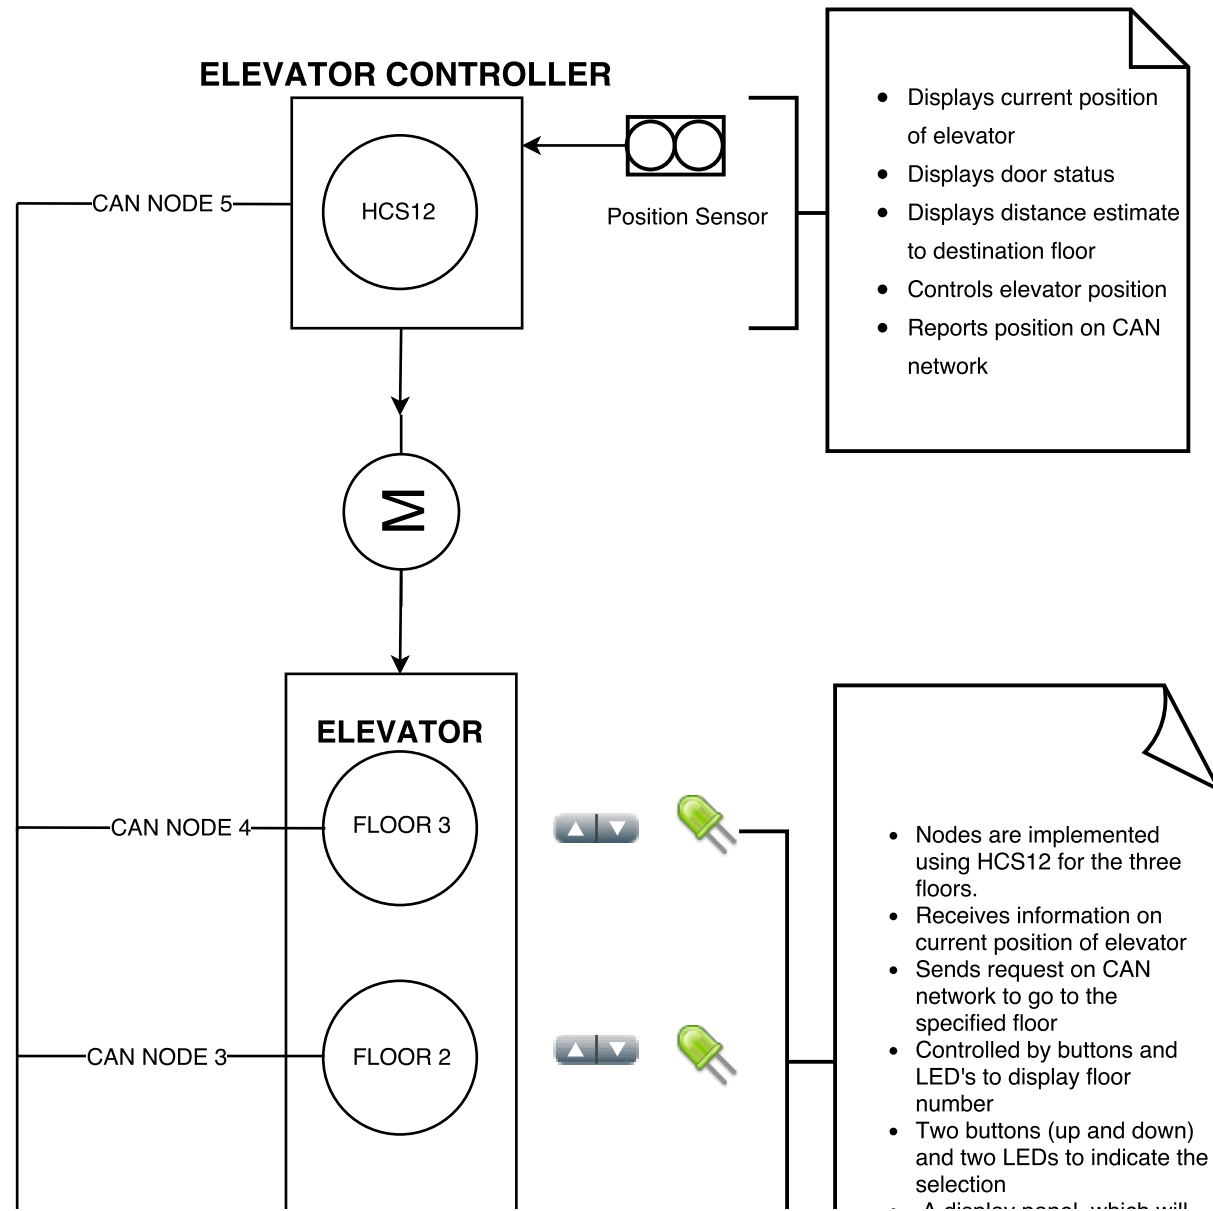 ELEVATOR CONTROLLER
HCS12
CAN NODE 5
Position Sensor
• Displays current position
of elevator
• Displays door status
• Displays distance estimate
to destination floor
• Controls elevator position
• Reports position on CAN
network
M
ELEVATOR
FLOOR 3
CAN NODE 4
FLOOR 2
CAN NODE 3
• Nodes are implemented
using HCS12 for the three
floors.
• Receives information on
current position of elevator
• Sends request on CAN
network to go to the
specified floor
• Controlled by buttons and
LED's to display floor
number
• Two buttons (up and down)
and two LEDs to indicate the
selection
• A display panel, which will